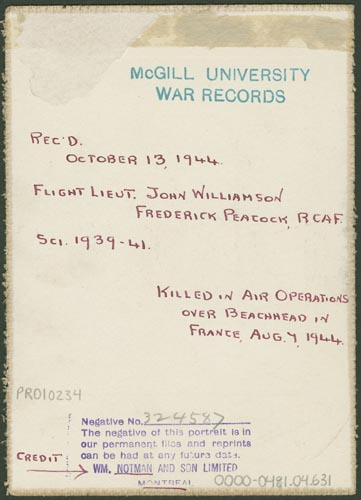 McGILL UNIVERSITY
WAR RECORDS
REC'D.
OCTOBER 13, 1944.
FLIGHT LIEUT. JOHN WILLIAMSON
FREDERICK PEACOCK, RCAF.
SCI. 1939-41.
KILLED IN AIR OPERATIONS
OVER BEACHHEAD IN
FRANCE, AUG. 7, 1944.
PR010234
Negative No. 324587
The negative of this portrait is in
our permanent files and reprints
can be had at any future date.
CREDIT WM. NOTMAN AND SON LIMITED
MONTREAL
0000-0481.04.631